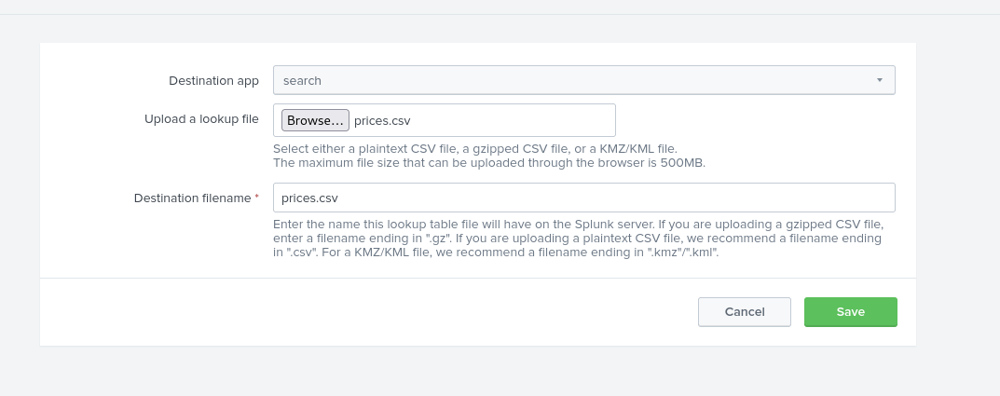 Destination app search
Upload a lookup file Browse... prices.csv
Select either a plaintext CSV file, a gzipped CSV file, or a KMZ/KML file.
The maximum file size that can be uploaded through the browser is 500MB.
Destination filename * prices.csv
Enter the name this lookup table file will have on the Splunk server. If you are uploading a gzipped CSV file,
enter a filename ending in ".gz". If you are uploading a plaintext CSV file, we recommend a filename ending
in ".csv". For a KMZ/KML file, we recommend a filename ending in ".kmz"/".kml".
Cancel Save